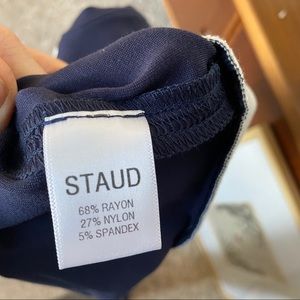 STAUD
68% RAYON
27% NYLON
5% SPANDEX